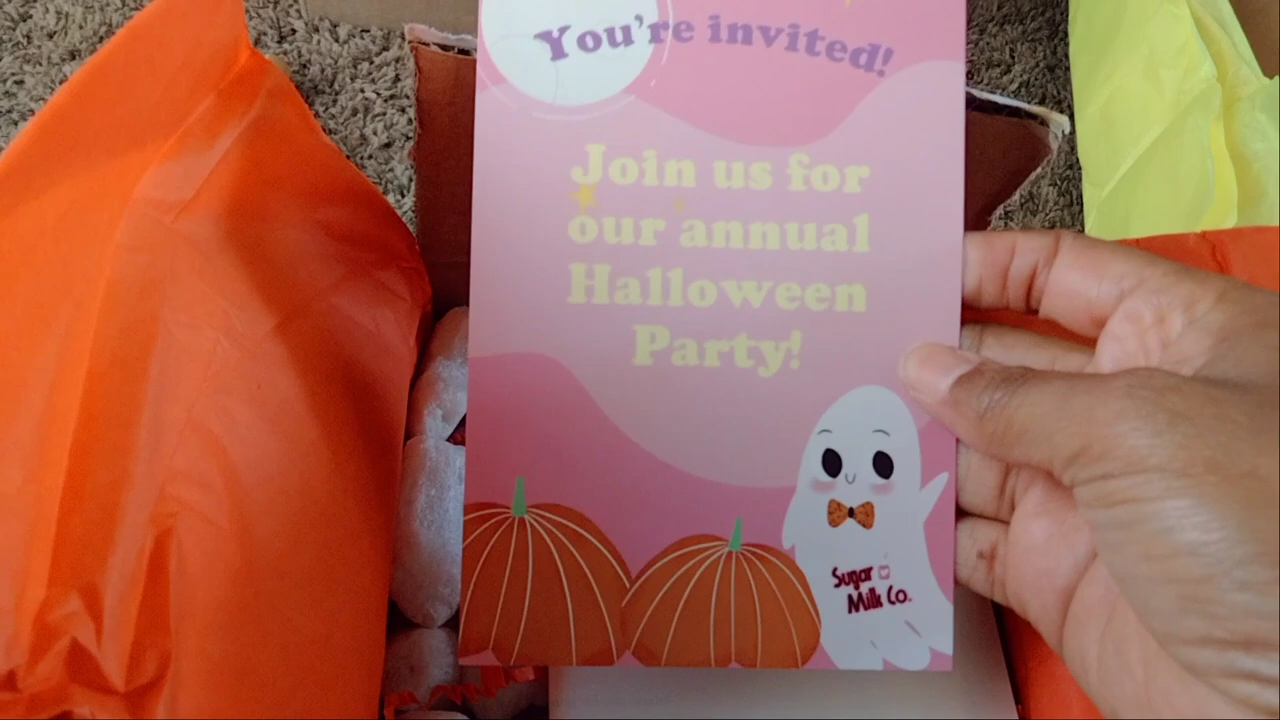 You're invited!
Join us for
our annual
Halloween
Party!
Sugar
Milk Co.